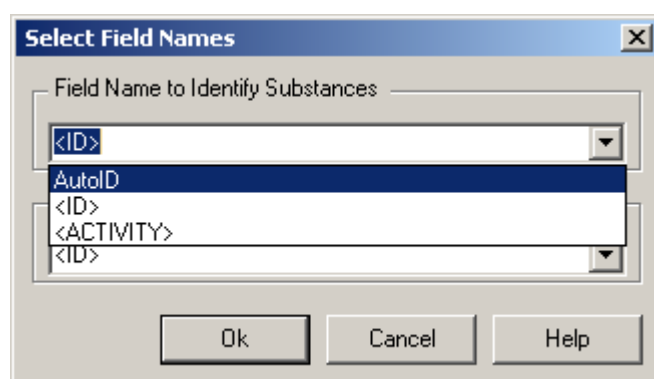 Select Field Names
Field Name to Identify Substances
<ID>
AutoID
<ID>
<ACTIVITY>
<ID>
Ok Cancel Help